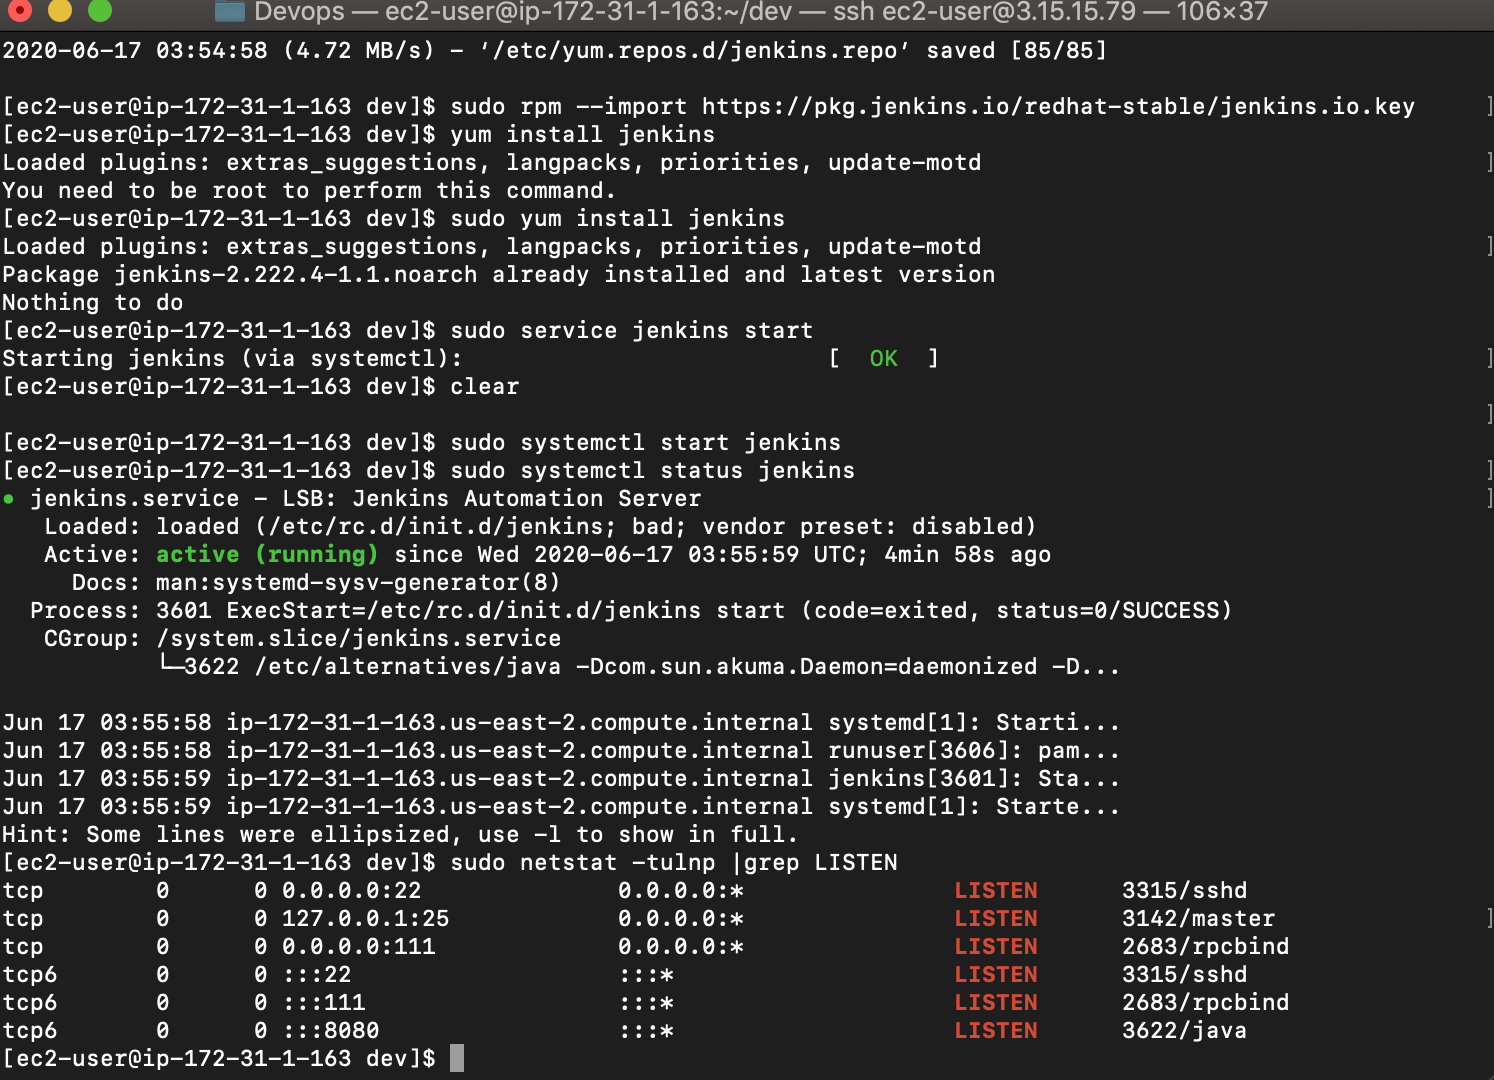 Devops — ec2-user@ip-172-31-1-163:~/dev — ssh ec2-user@3.15.15.79 — 106×37
2020-06-17 03:54:58 (4.72 MB/s) - ‘/etc/yum.repos.d/jenkins.repo’ saved [85/85]
[ec2-user@ip-172-31-1-163 dev]$ sudo rpm --import https://pkg.jenkins.io/redhat-stable/jenkins.io.key
[ec2-user@ip-172-31-1-163 dev]$ yum install jenkins
Loaded plugins: extras_suggestions, langpacks, priorities, update-motd
You need to be root to perform this command.
[ec2-user@ip-172-31-1-163 dev]$ sudo yum install jenkins
Loaded plugins: extras_suggestions, langpacks, priorities, update-motd
Package jenkins-2.222.4-1.1.noarch already installed and latest version
Nothing to do
[ec2-user@ip-172-31-1-163 dev]$ sudo service jenkins start
Starting jenkins (via systemctl):                          [  OK  ]
[ec2-user@ip-172-31-1-163 dev]$ clear
[ec2-user@ip-172-31-1-163 dev]$ sudo systemctl start jenkins
[ec2-user@ip-172-31-1-163 dev]$ sudo systemctl status jenkins
● jenkins.service - LSB: Jenkins Automation Server
   Loaded: loaded (/etc/rc.d/init.d/jenkins; bad; vendor preset: disabled)
   Active: active (running) since Wed 2020-06-17 03:55:59 UTC; 4min 58s ago
     Docs: man:systemd-sysv-generator(8)
  Process: 3601 ExecStart=/etc/rc.d/init.d/jenkins start (code=exited, status=0/SUCCESS)
   CGroup: /system.slice/jenkins.service
           └─3622 /etc/alternatives/java -Dcom.sun.akuma.Daemon=daemonized -D...
Jun 17 03:55:58 ip-172-31-1-163.us-east-2.compute.internal systemd[1]: Starti...
Jun 17 03:55:58 ip-172-31-1-163.us-east-2.compute.internal runuser[3606]: pam...
Jun 17 03:55:59 ip-172-31-1-163.us-east-2.compute.internal jenkins[3601]: Sta...
Jun 17 03:55:59 ip-172-31-1-163.us-east-2.compute.internal systemd[1]: Starte...
Hint: Some lines were ellipsized, use -l to show in full.
[ec2-user@ip-172-31-1-163 dev]$ sudo netstat -tulnp |grep LISTEN
tcp        0      0 0.0.0.0:22              0.0.0.0:*               LISTEN      3315/sshd
tcp        0      0 127.0.0.1:25            0.0.0.0:*               LISTEN      3142/master
tcp        0      0 0.0.0.0:111             0.0.0.0:*               LISTEN      2683/rpcbind
tcp6       0      0 :::22                   :::*                    LISTEN      3315/sshd
tcp6       0      0 :::111                  :::*                    LISTEN      2683/rpcbind
tcp6       0      0 :::8080                 :::*                    LISTEN      3622/java
[ec2-user@ip-172-31-1-163 dev]$